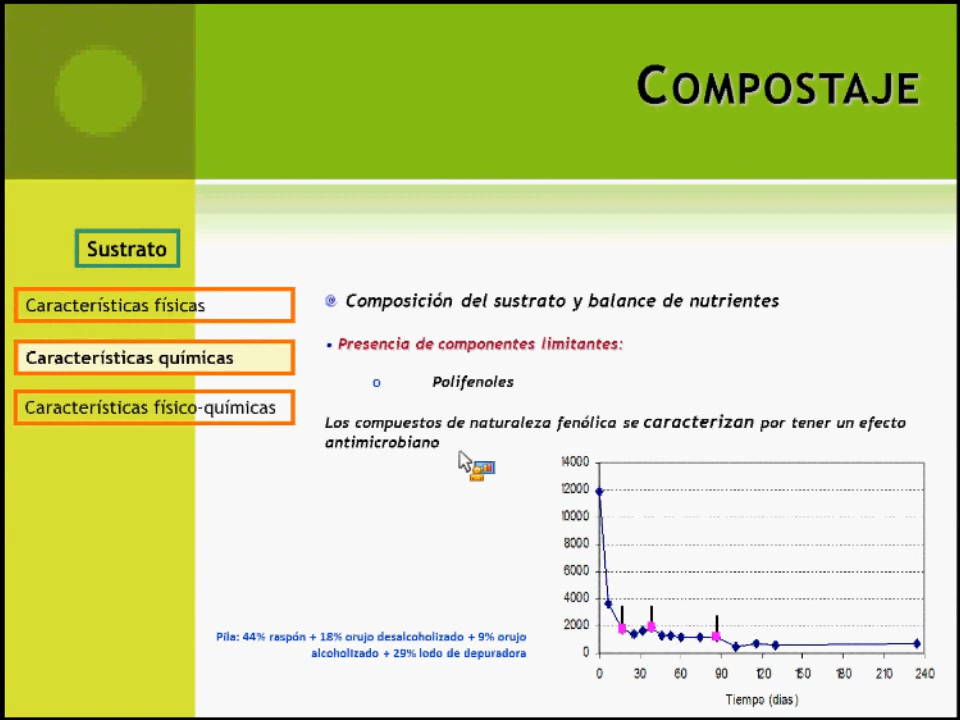 COMPOSTAJE
Sustrato
Características físicas
Características químicas
Características físico-químicas
Composición del sustrato y balance de nutrientes
• Presencia de componentes limitantes:
o Polifenoles
Los compuestos de naturaleza fenólica se caracterizan por tener un efecto
antimicrobiano
Pila: 44% raspón + 18% orujo desalcoholizado + 9% orujo
alcoholizado + 29% lodo de depuradora
14000
12000
10000
8000
6000
4000
2000
0
0 30 60 90 120 150 180 210 240
Tiempo (dias)